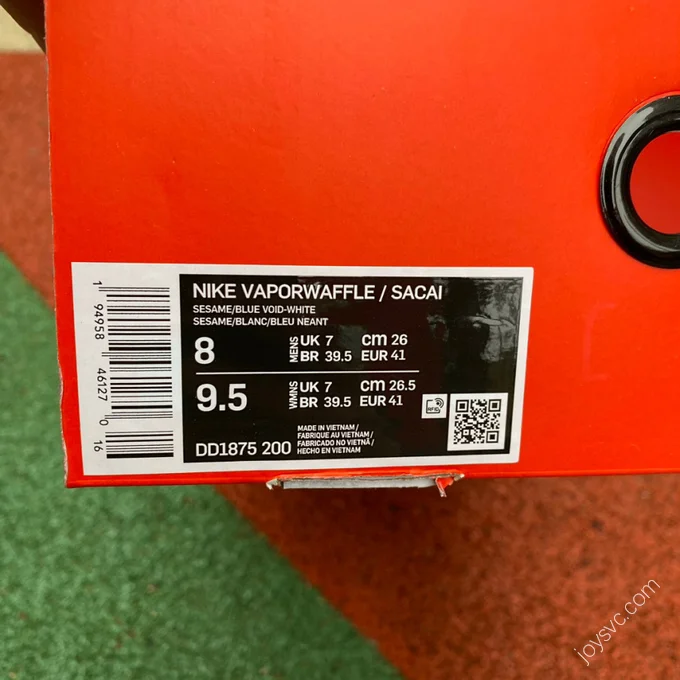 NIKE VAPORWAFFLE / SACAI
SESAME/BLUE VOID-WHITE
SESAME/BLANC/BLEU NEANT
8 MENS UK 7 cm 26
BR 39.5 EUR 41
9.5 WMNS UK 7 cm 26.5
BR 39.5 EUR 41
RFID
DD1875 200
MADE IN VIETNAM /
FABRIQUE AU VIETNAM /
FABRICADO NO VIETNÃ /
HECHO EN VIETNAM
1 94958 46127 0 16
joysvc.com